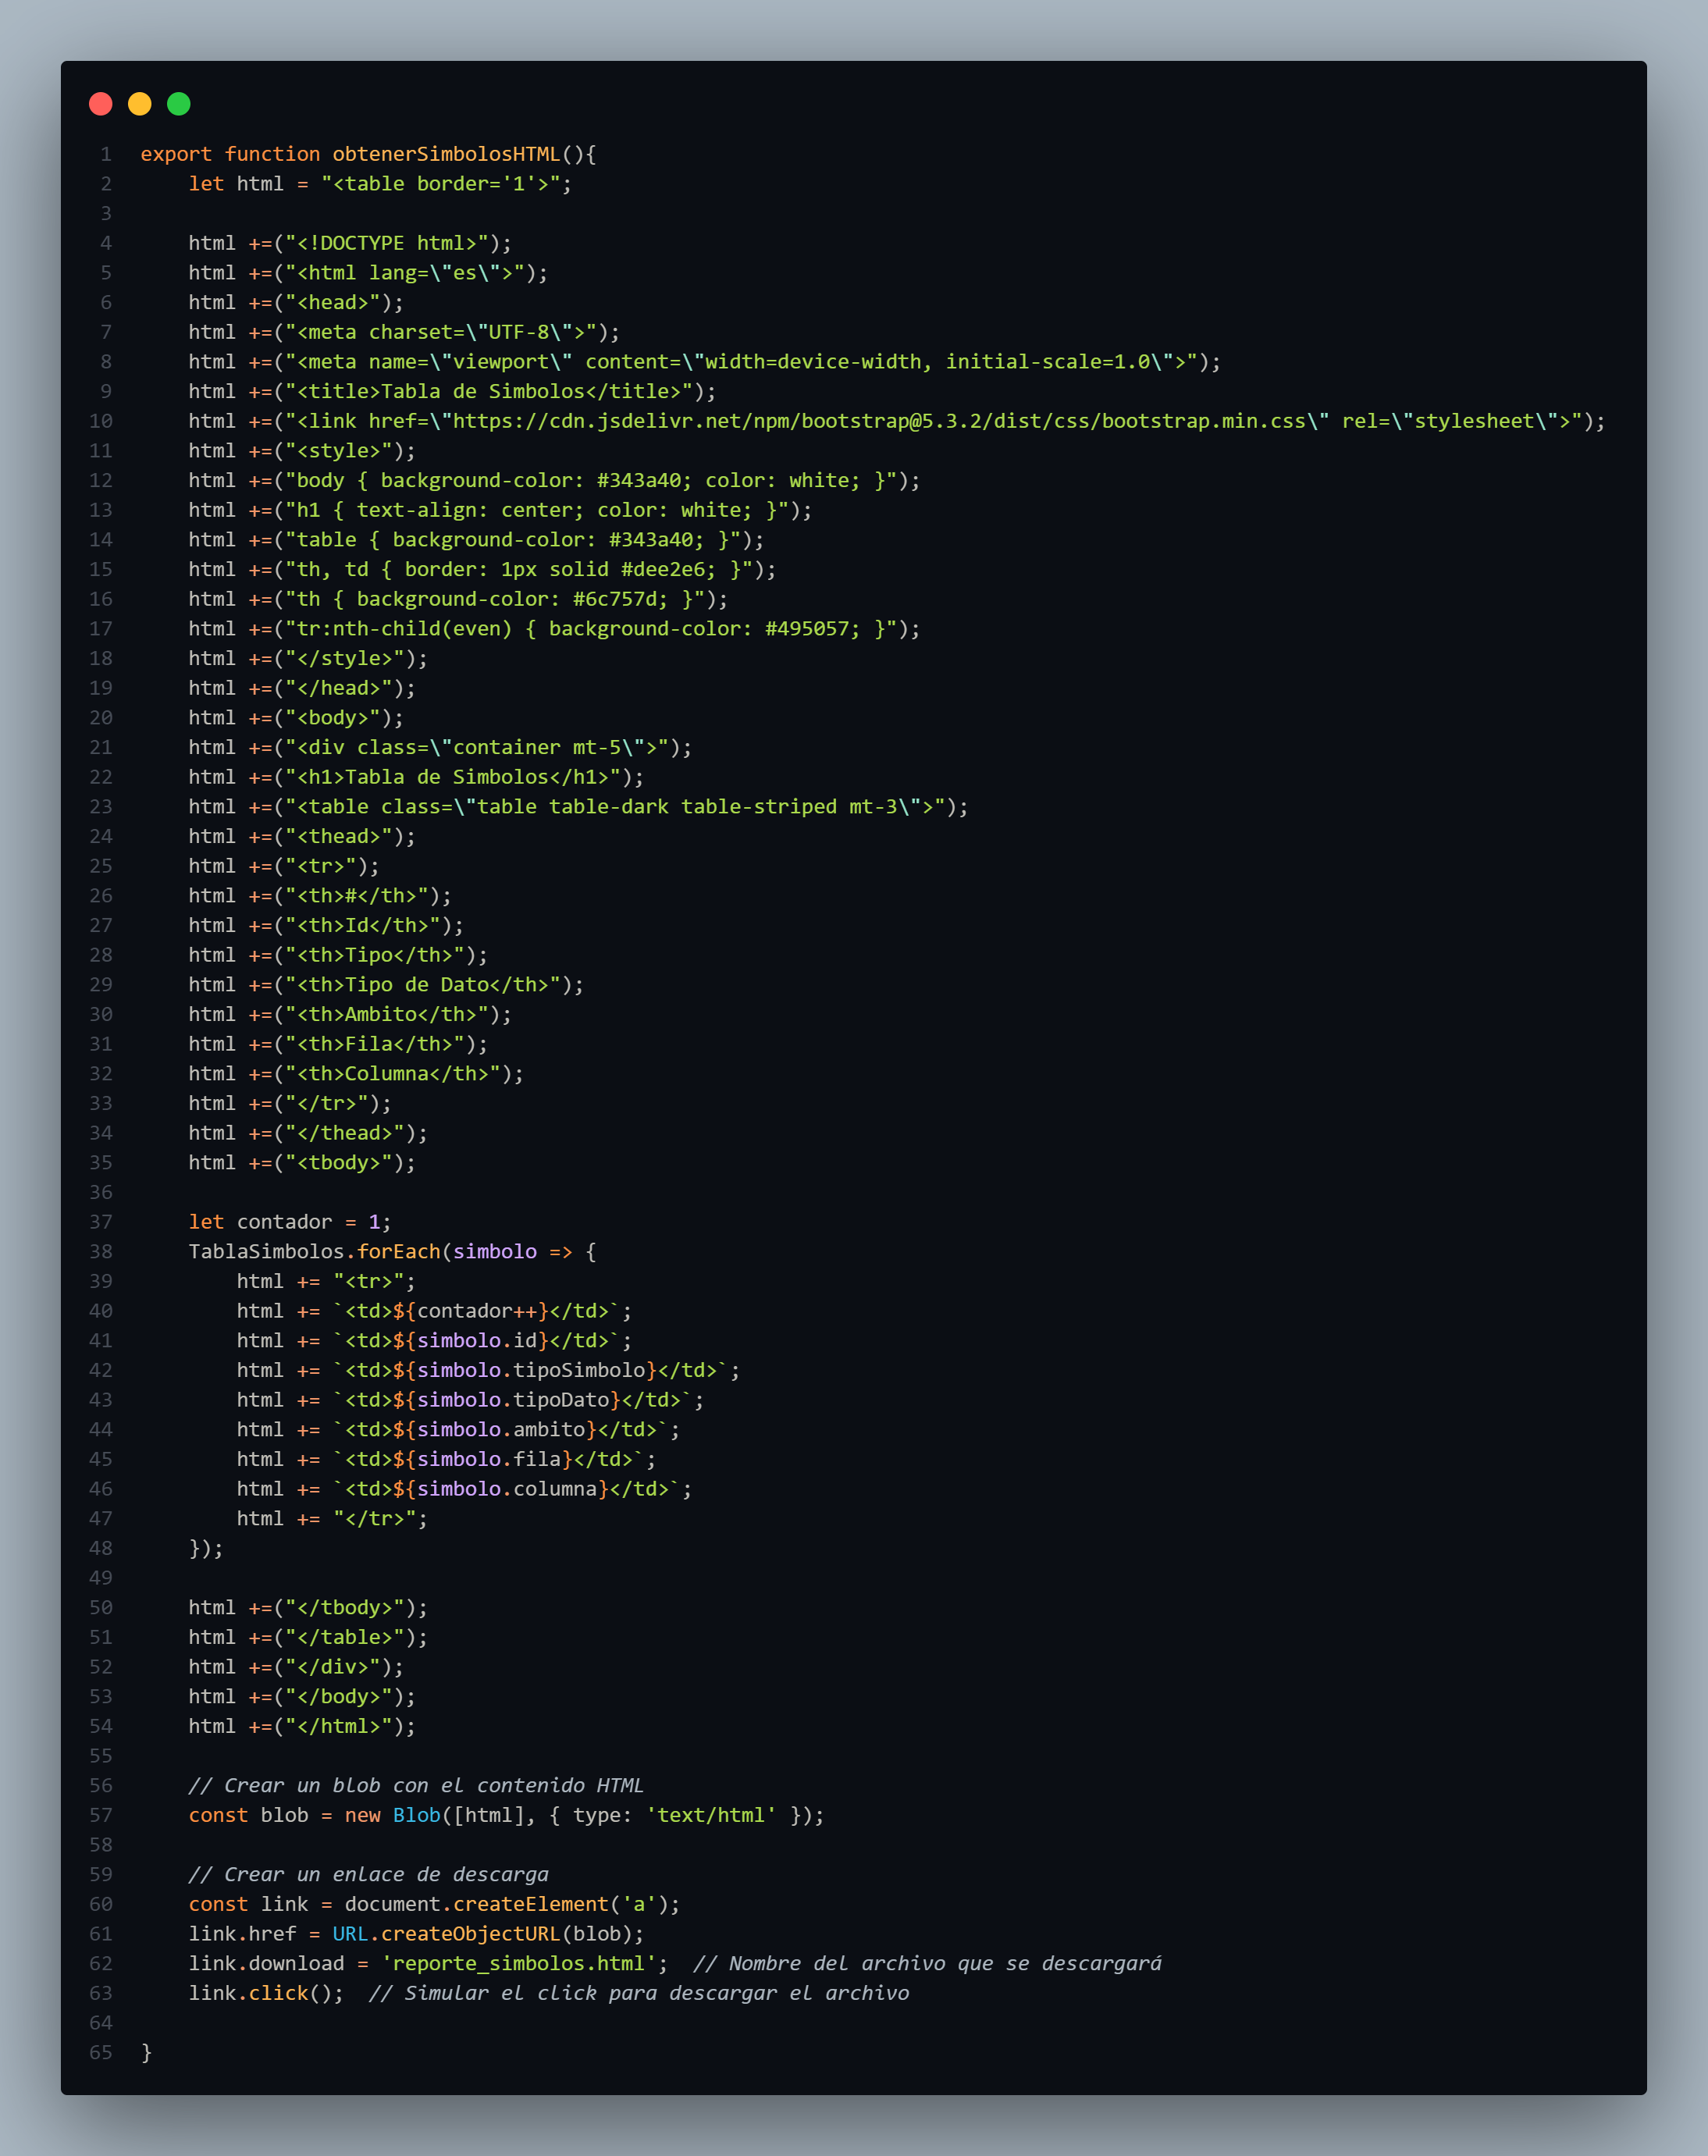 1 export function obtenerSimbolosHTML(){
2     let html = "<table border='1'>";
3
4     html +=("<!DOCTYPE html>");
5     html +=("<html lang=\"es\">");
6     html +=("<head>");
7     html +=("<meta charset=\"UTF-8\">");
8     html +=("<meta name=\"viewport\" content=\"width=device-width, initial-scale=1.0\">");
9     html +=("<title>Tabla de Simbolos</title>");
10     html +=("<link href=\"https://cdn.jsdelivr.net/npm/bootstrap@5.3.2/dist/css/bootstrap.min.css\" rel=\"stylesheet\">");
11     html +=("<style>");
12     html +=("body { background-color: #343a40; color: white; }");
13     html +=("h1 { text-align: center; color: white; }");
14     html +=("table { background-color: #343a40; }");
15     html +=("th, td { border: 1px solid #dee2e6; }");
16     html +=("th { background-color: #6c757d; }");
17     html +=("tr:nth-child(even) { background-color: #495057; }");
18     html +=("</style>");
19     html +=("</head>");
20     html +=("<body>");
21     html +=("<div class=\"container mt-5\">");
22     html +=("<h1>Tabla de Simbolos</h1>");
23     html +=("<table class=\"table table-dark table-striped mt-3\">");
24     html +=("<thead>");
25     html +=("<tr>");
26     html +=("<th>#</th>");
27     html +=("<th>Id</th>");
28     html +=("<th>Tipo</th>");
29     html +=("<th>Tipo de Dato</th>");
30     html +=("<th>Ambito</th>");
31     html +=("<th>Fila</th>");
32     html +=("<th>Columna</th>");
33     html +=("</tr>");
34     html +=("</thead>");
35     html +=("<tbody>");
36
37     let contador = 1;
38     TablaSimbolos.forEach(simbolo => {
39         html += "<tr>";
40         html += `<td>${contador++}</td>`;
41         html += `<td>${simbolo.id}</td>`;
42         html += `<td>${simbolo.tipoSimbolo}</td>`;
43         html += `<td>${simbolo.tipoDato}</td>`;
44         html += `<td>${simbolo.ambito}</td>`;
45         html += `<td>${simbolo.fila}</td>`;
46         html += `<td>${simbolo.columna}</td>`;
47         html += "</tr>";
48     });
49
50     html +=("</tbody>");
51     html +=("</table>");
52     html +=("</div>");
53     html +=("</body>");
54     html +=("</html>");
55
56     // Crear un blob con el contenido HTML
57     const blob = new Blob([html], { type: 'text/html' });
58
59     // Crear un enlace de descarga
60     const link = document.createElement('a');
61     link.href = URL.createObjectURL(blob);
62     link.download = 'reporte_simbolos.html';  // Nombre del archivo que se descargará
63     link.click();  // Simular el click para descargar el archivo
64
65 }